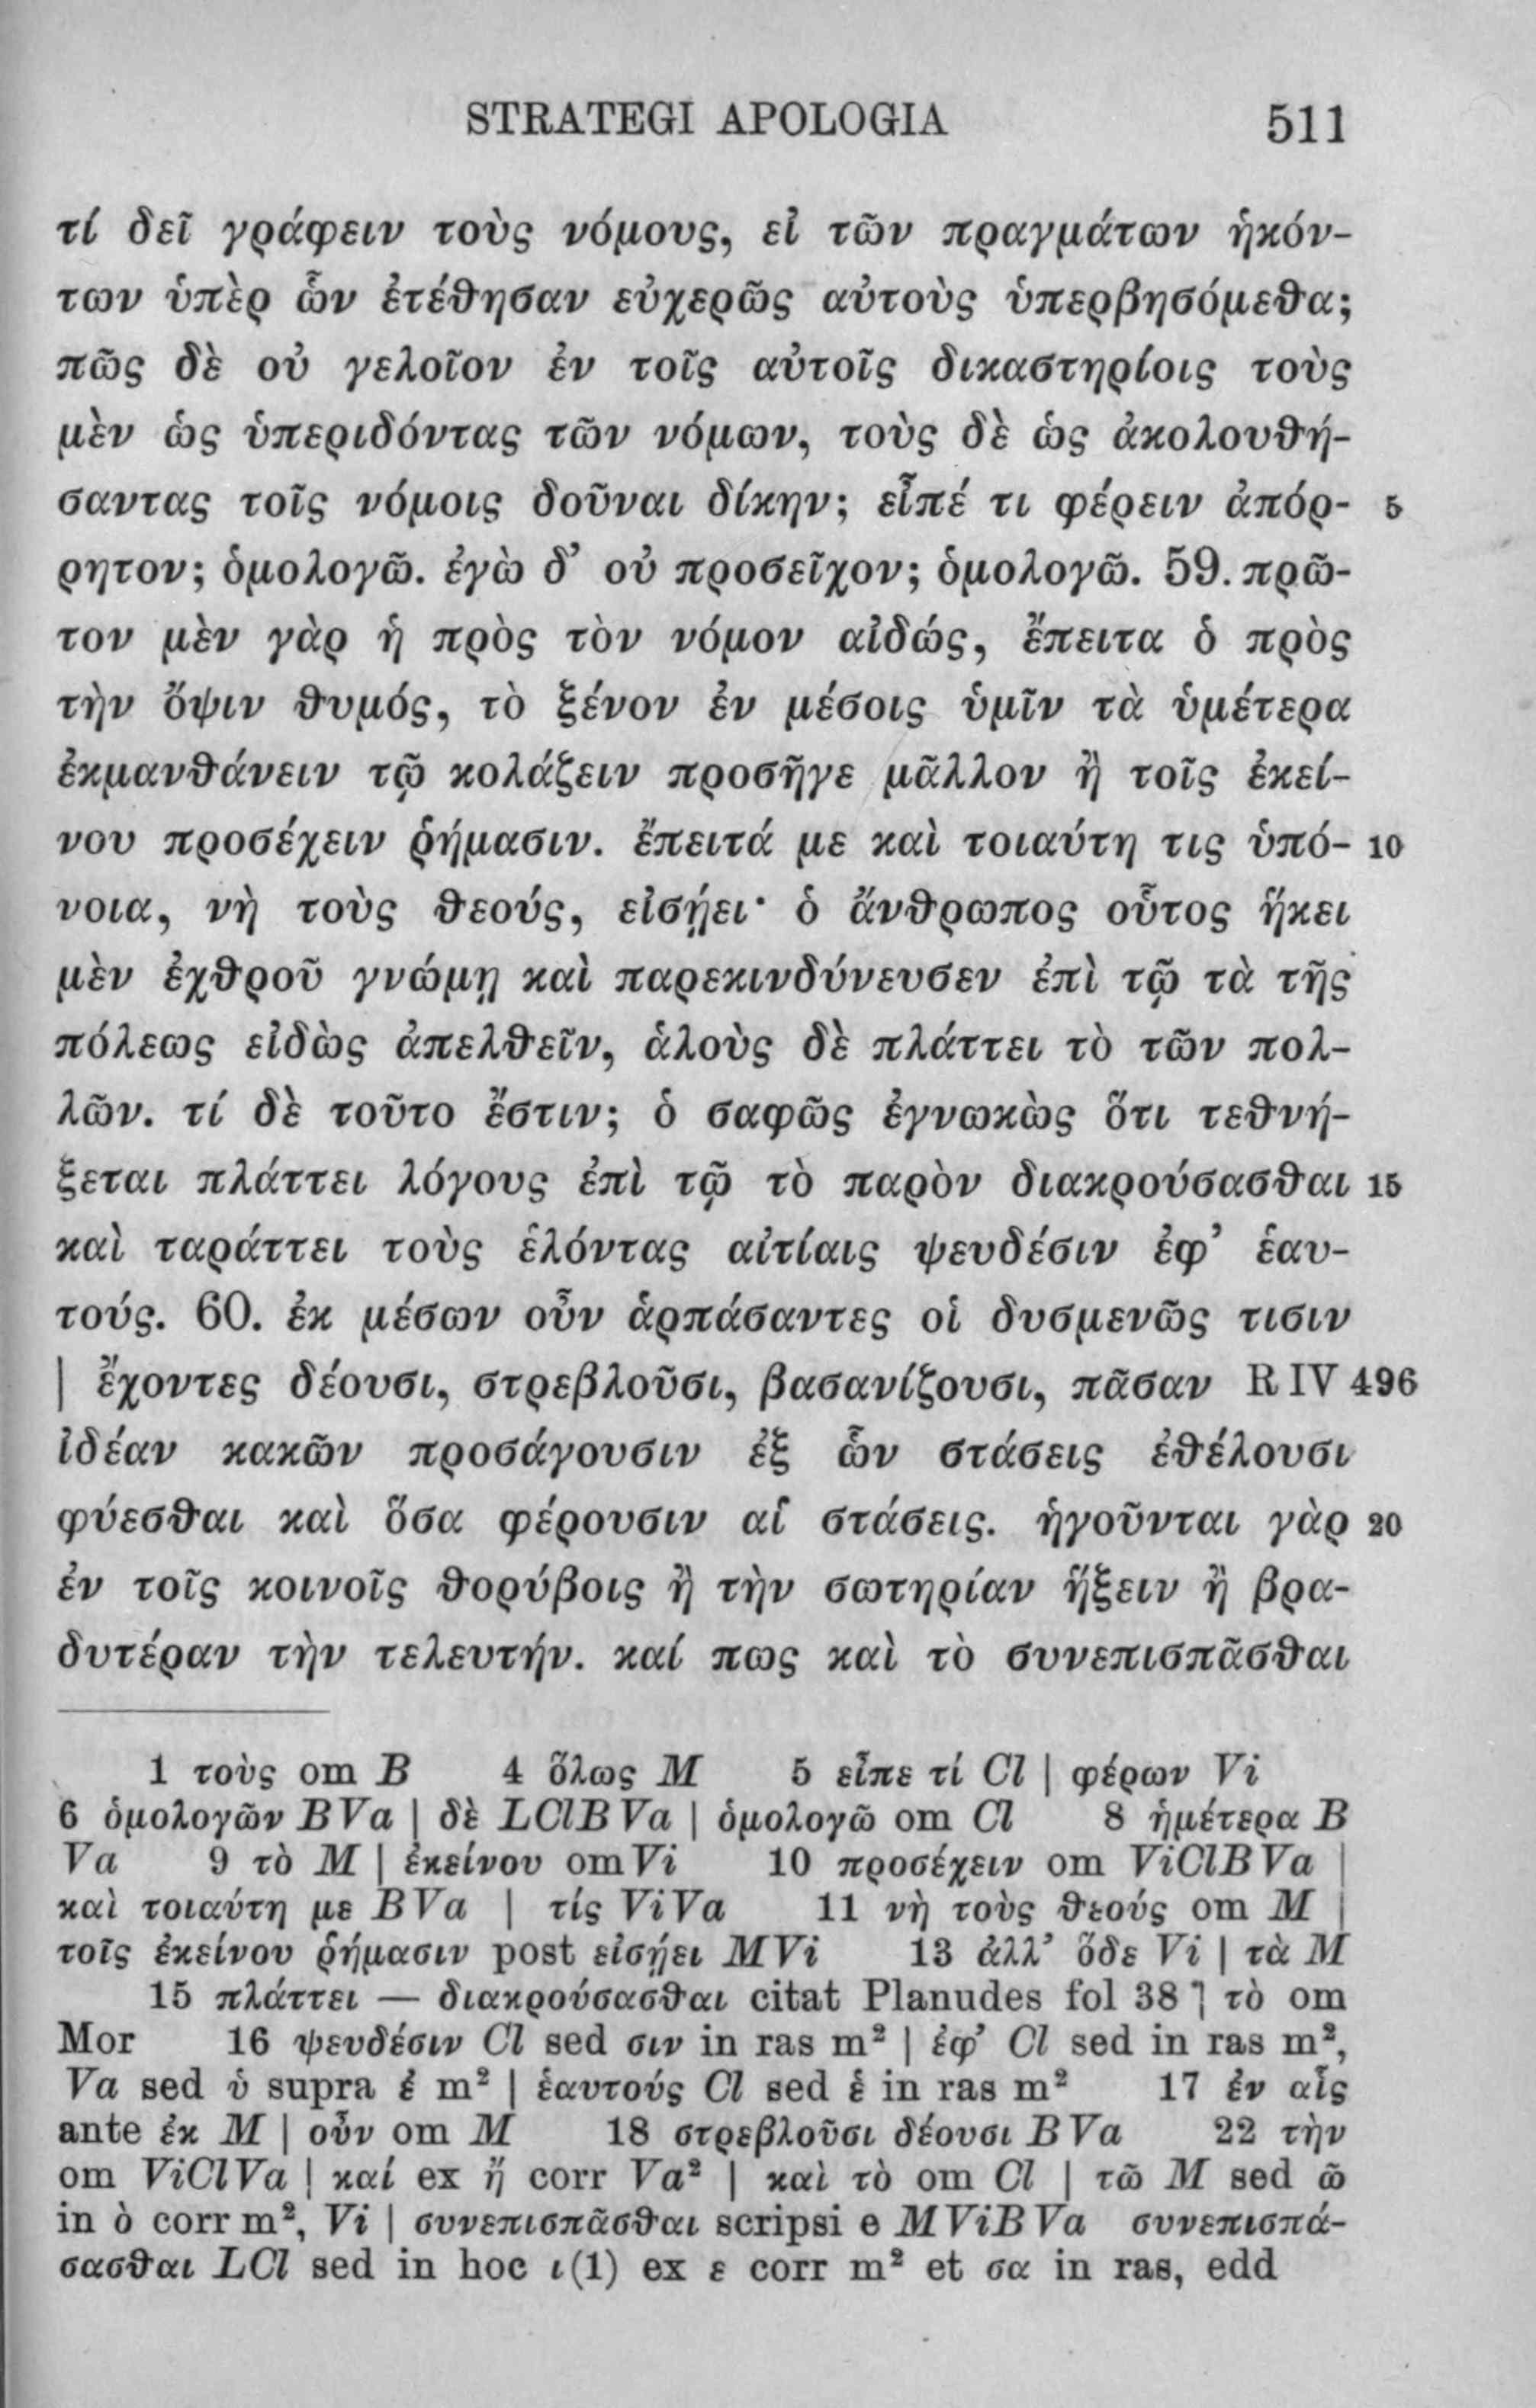 STRATEGI APOLOGIA 511
τί δεῖ γράφειν τοὺς νόμους, εἰ τῶν πραγμάτων ἡκόν-
των ὑπὲρ ὧν ἐτέθησαν εὐχερῶς αὐτοὺς ὑπερβησόμεθα;
πῶς δὲ οὐ γελοῖον ἐν τοῖς αὐτοῖς δικαστηρίοις τοὺς
μὲν ὡς ὑπεριδόντας τῶν νόμων, τοὺς δὲ ὡς ἀκολουθή-
σαντας τοῖς νόμοις δοῦναι δίκην; εἶπέ τι φέρειν ἀπόρ- 5
ρητον; ὁμολογῶ. ἐγὼ δ’ οὐ προσεῖχον; ὁμολογῶ. 59. πρῶ-
τον μὲν γὰρ ἡ πρὸς τὸν νόμον αἰδώς, ἔπειτα ὁ πρὸς
τὴν ὄψιν θυμός, τὸ ξένον ἐν μέσοις ὑμῖν τὰ ὑμέτερα
ἐκμανθάνειν τῷ κολάζειν προσῆγε μᾶλλον ἢ τοῖς ἐκεί-
νου προσέχειν ῥήμασιν. ἔπειτά με καὶ τοιαύτη τις ὑπό- 10
νοια, νὴ τοὺς θεούς, εἰσῄει· ὁ ἄνθρωπος οὗτος ἥκει
μὲν ἐχθροῦ γνώμῃ καὶ παρεκινδύνευσεν ἐπὶ τῷ τὰ τῆς
πόλεως εἰδὼς ἀπελθεῖν, ἁλοὺς δὲ πλάττει τὸ τῶν πολ-
λῶν. τί δὲ τοῦτο ἔστιν; ὁ σαφῶς ἐγνωκὼς ὅτι τεθνή-
ξεται πλάττει λόγους ἐπὶ τῷ τὸ παρὸν διακρούσασθαι 15
καὶ ταράττει τοὺς ἑλόντας αἰτίαις ψευδέσιν ἐφ’ ἑαυ-
τούς. 60. ἐκ μέσων οὖν ἁρπάσαντες οἱ δυσμενῶς τισιν
| ἔχοντες δέουσι, στρεβλοῦσι, βασανίζουσι, πᾶσαν R IV 496
ἰδέαν κακῶν προσάγουσιν ἐξ ὧν στάσεις ἐθέλουσι
φύεσθαι καὶ ὅσα φέρουσιν αἱ στάσεις. ἡγοῦνται γὰρ 20
ἐν τοῖς κοινοῖς θορύβοις ἢ τὴν σωτηρίαν ἥξειν ἢ βρα-
δυτέραν τὴν τελευτήν. καί πως καὶ τὸ συνεπισπᾶσθαι
1 τοὺς om B 4 ὅλως M 5 εἶπε τί Cl | φέρων Vi
6 ὁμολογῶν BVa | δὲ LClBVa | ὁμολογῶ om Cl 8 ἡμέτερα B
Va 9 τὸ M | ἐκείνου om Vi 10 προσέχειν om ViClBVa |
καὶ τοιαύτη με BVa | τίς ViVa 11 νὴ τοὺς θεούς om M |
τοῖς ἐκείνου ῥήμασιν post εἰσῄει MVi 13 ἀλλ’ ὅδε Vi | τὰ M
15 πλάττει — διακρούσασθαι citat Planudes fol 38 ] τὸ om
Mor 16 ψευδέσιν Cl sed σιν in ras m² | ἐφ’ Cl sed in ras m²,
Va sed ὑ supra ἐ m² | ἑαυτούς Cl sed ἑ in ras m² 17 ἐν αἷς
ante ἐκ M | οὖν om M 18 στρεβλοῦσι δέουσι BVa 22 τὴν
om ViClVa | καί ex ἤ corr Va² | καὶ τὸ om Cl | τῶ M sed ῶ
in ὸ corr m², Vi | συνεπισπᾶσθαι scripsi e MViBVa συνεπισπά-
σασθαι LCl sed in hoc ι(1) ex ε corr m² et σα in ras, edd